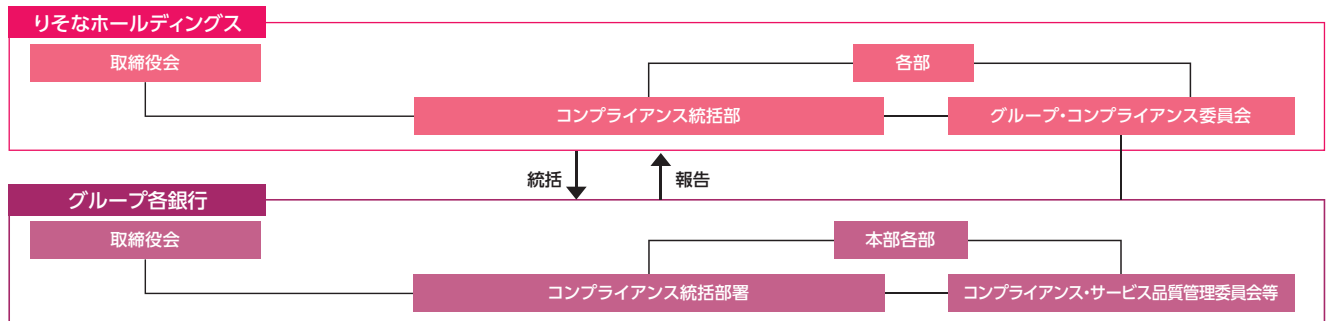 りそなホールディングス
取締役会
各部
コンプライアンス統括部
グループ・コンプライアンス委員会
統括
報告
グループ各銀行
取締役会
本部各部
コンプライアンス統括部署
コンプライアンス・サービス品質管理委員会等